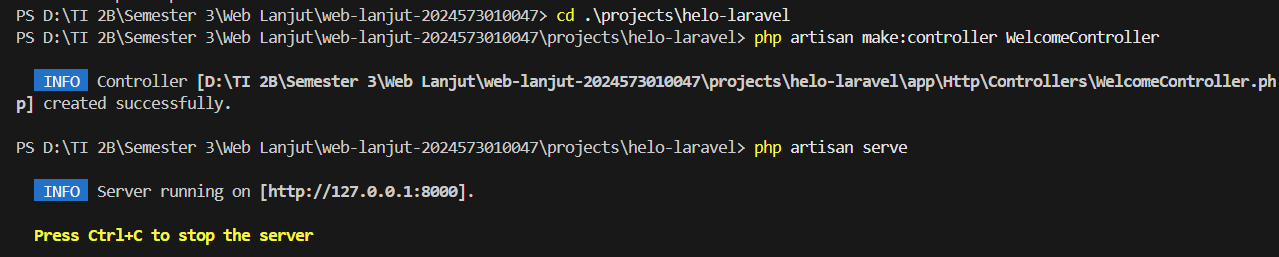 PS D:\TI 2B\Semester 3\Web Lanjut\web-lanjut-2024573010047> cd .\projects\helo-laravel
PS D:\TI 2B\Semester 3\Web Lanjut\web-lanjut-2024573010047\projects\helo-laravel> php artisan make:controller WelcomeController
INFO Controller [D:\TI 2B\Semester 3\Web Lanjut\web-lanjut-2024573010047\projects\helo-laravel\app\Http\Controllers\WelcomeController.ph
p] created successfully.
PS D:\TI 2B\Semester 3\Web Lanjut\web-lanjut-2024573010047\projects\helo-laravel> php artisan serve
INFO Server running on [http://127.0.0.1:8000].
Press Ctrl+C to stop the server